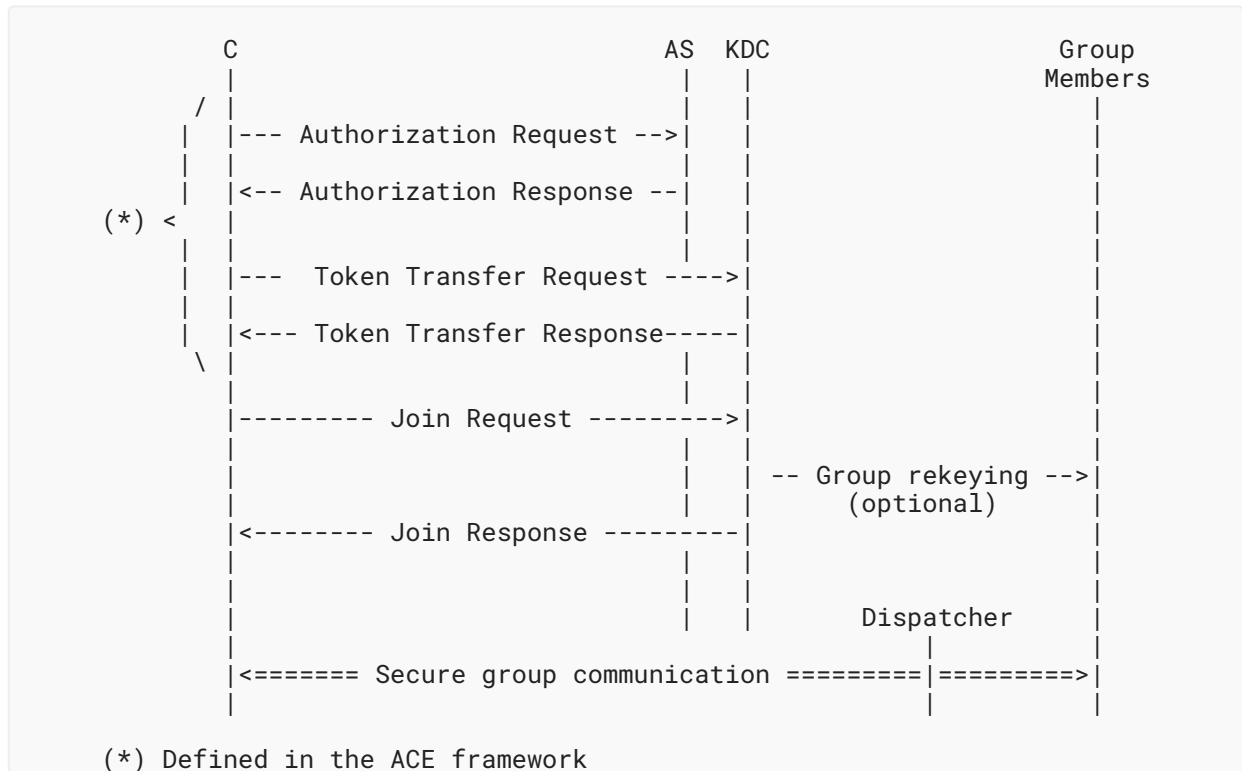 C AS KDC Group
Members
--- Authorization Request -->
<-- Authorization Response --
(*) <
--- Token Transfer Request ---->
<--- Token Transfer Response-----
--------- Join Request --------->
-- Group rekeying -->
(optional)
<-------- Join Response ---------
Dispatcher
<======= Secure group communication =========|=========>
(*) Defined in the ACE framework